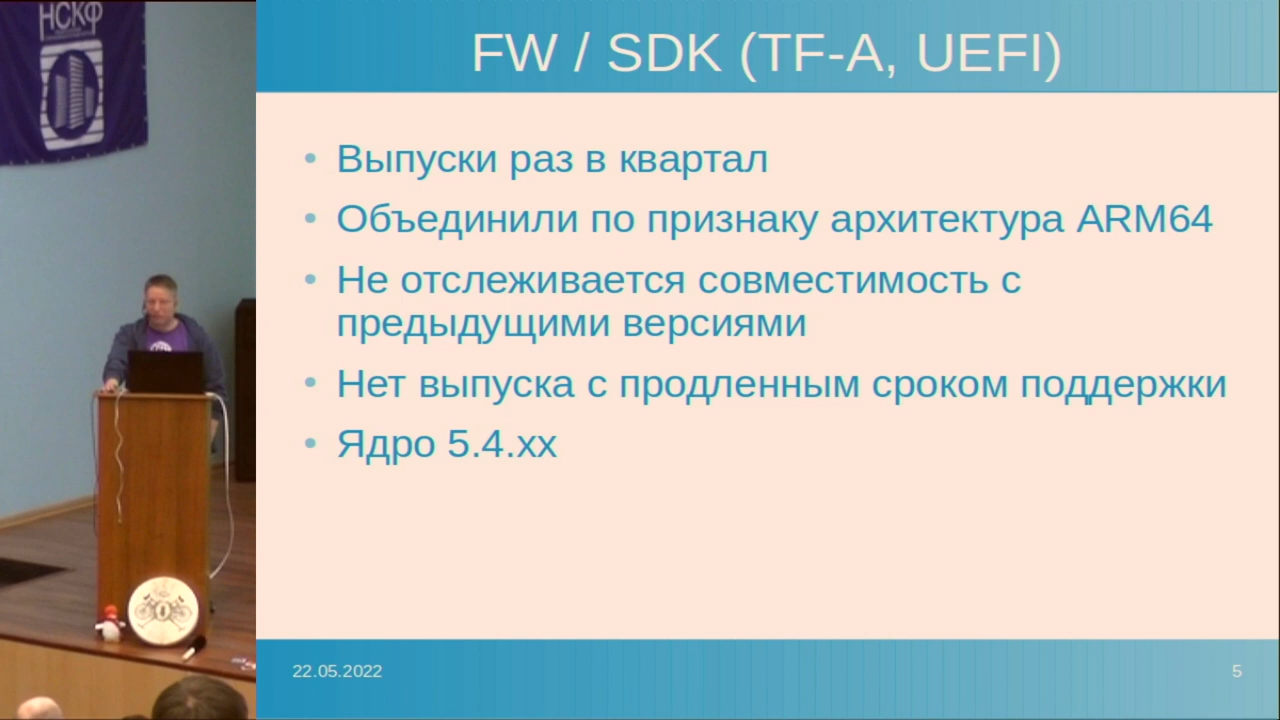 НСКФ
FW / SDK (TF-A, UEFI)
• Выпуски раз в квартал
• Объединили по признаку архитектура ARM64
• Не отслеживается совместимость с
предыдущими версиями
• Нет выпуска с продленным сроком поддержки
• Ядро 5.4.xx
22.05.2022
5